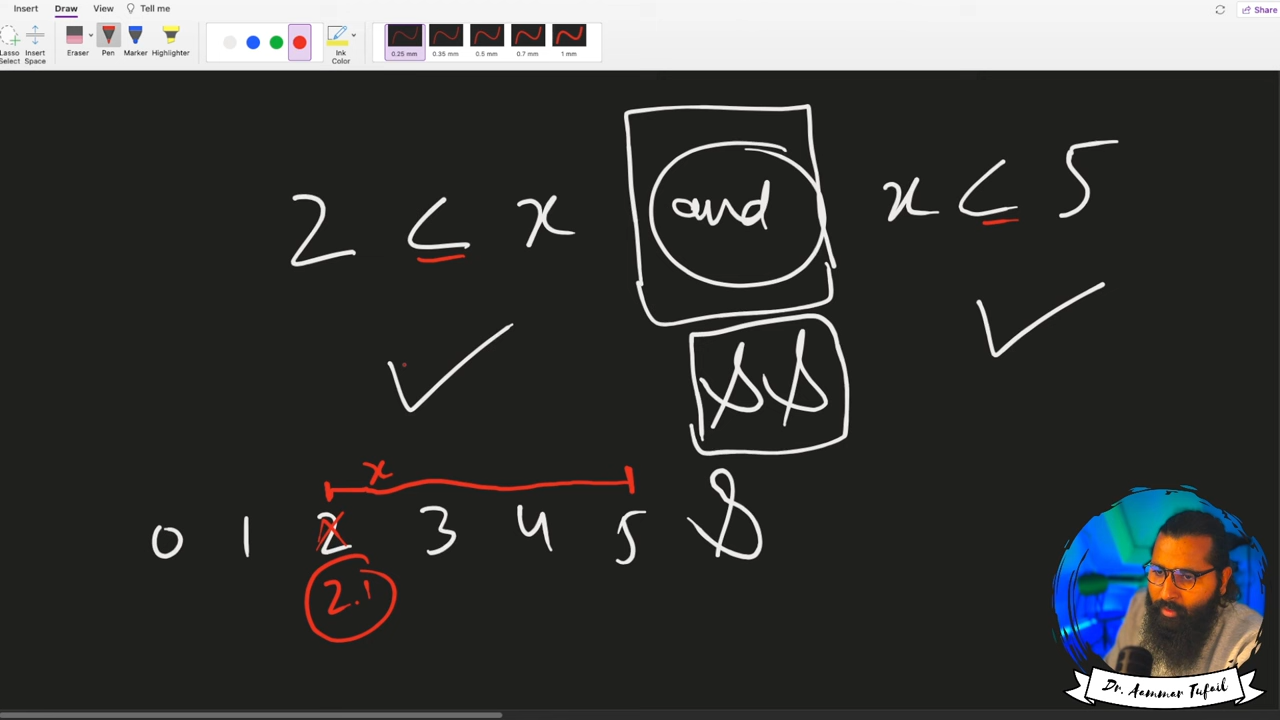 Insert Draw View Tell me Share
Lasso Select Insert Space Eraser Pen Marker Highlighter Ink Color 0.25 mm 0.35 mm 0.5 mm 0.7 mm 1 mm
2 ≤ x and x ≤ 5
&&
x
0 1 2 3 4 5 &
2.1
Dr. Aammar Tufail